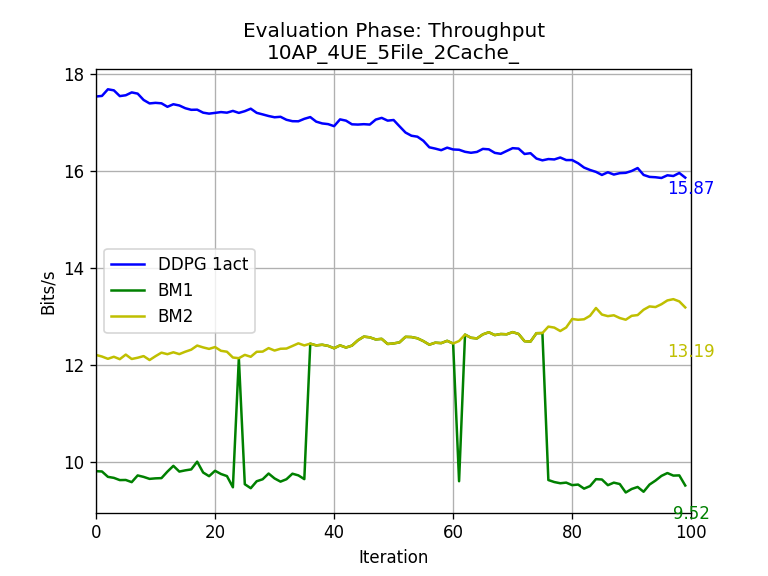 Evaluation Phase: Throughput
10AP_4UE_5File_2Cache_
18
16
14
12
10
Bits/s
DDPG 1act
BM1
BM2
15.87
13.19
9.52
0
20
40
60
80
100
Iteration